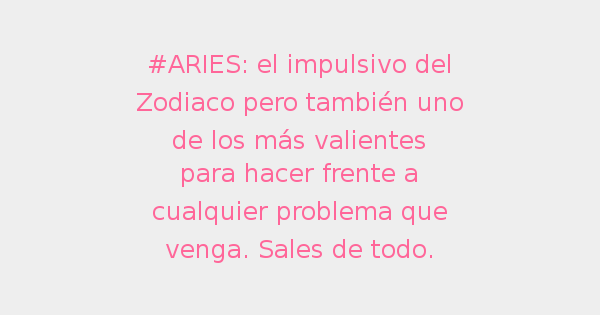 #ARIES: el impulsivo del
Zodiaco pero también uno
de los más valientes
para hacer frente a
cualquier problema que
venga. Sales de todo.